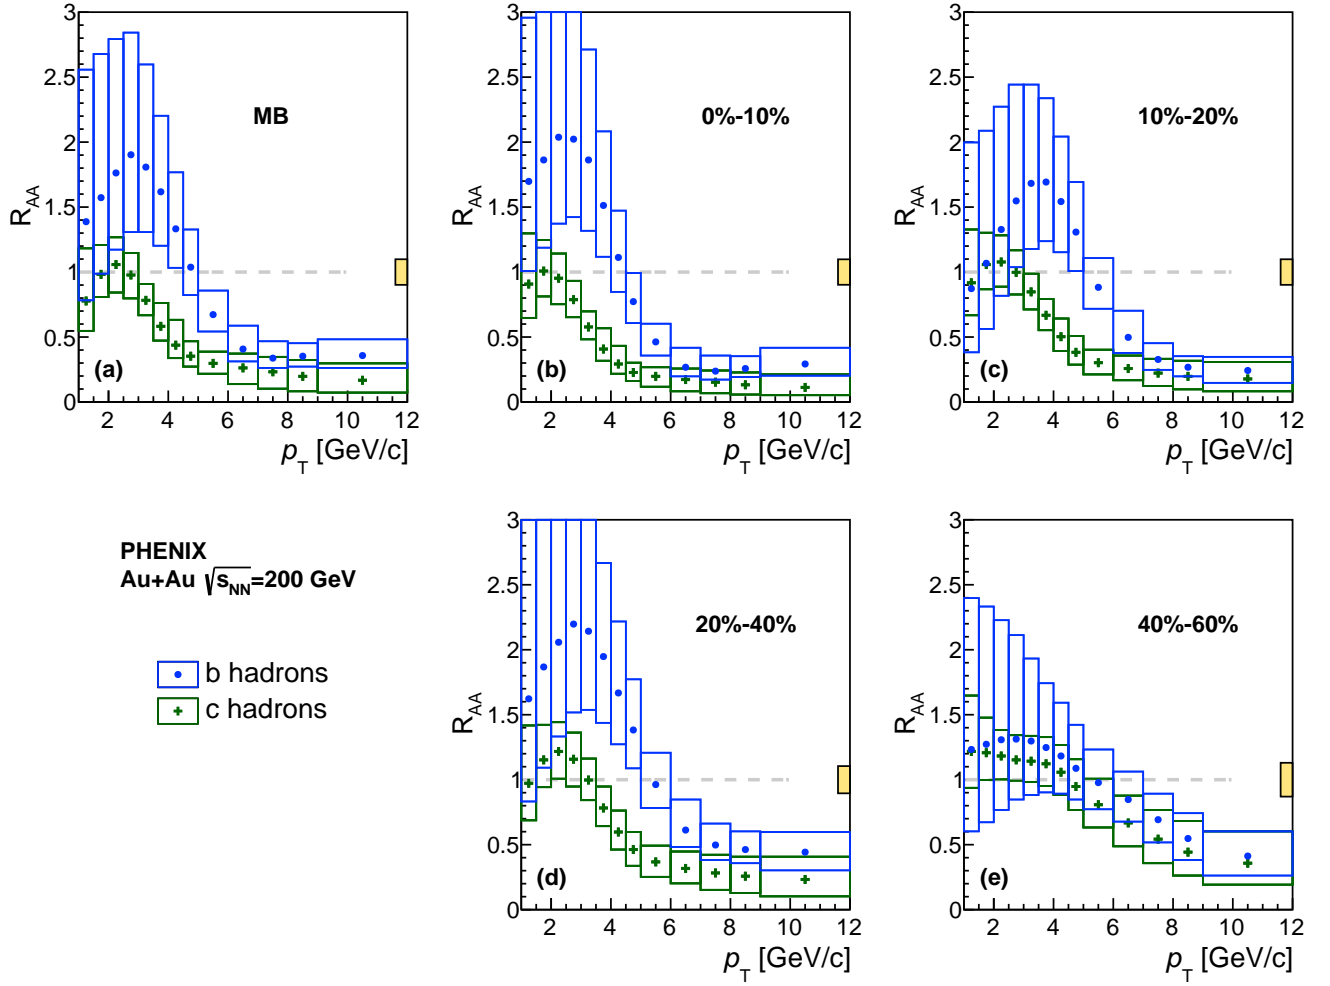 3
2.5
2
1.5
1
0.5
0
R_AA
MB
(a)
2 4 6 8 10 12
p_T [GeV/c]
3
2.5
2
1.5
1
0.5
0
R_AA
0%-10%
(b)
2 4 6 8 10 12
p_T [GeV/c]
3
2.5
2
1.5
1
0.5
0
R_AA
10%-20%
(c)
2 4 6 8 10 12
p_T [GeV/c]
PHENIX
Au+Au √s_NN=200 GeV
b hadrons
c hadrons
3
2.5
2
1.5
1
0.5
0
R_AA
20%-40%
(d)
2 4 6 8 10 12
p_T [GeV/c]
3
2.5
2
1.5
1
0.5
0
R_AA
40%-60%
(e)
2 4 6 8 10 12
p_T [GeV/c]